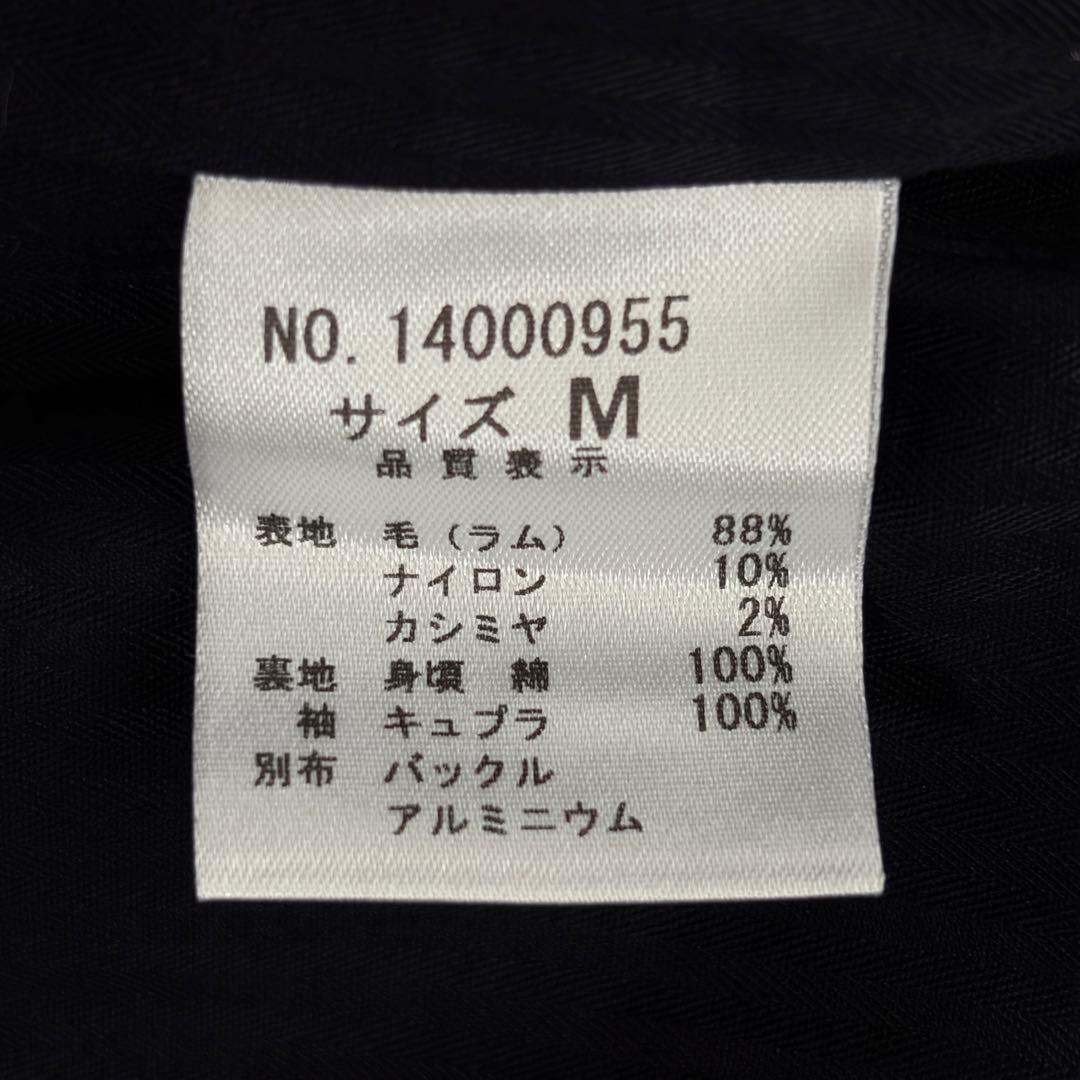 NO. 14000955
サイズ M
品質表示
表地 毛(ラム) 88%
ナイロン 10%
カシミヤ 2%
裏地 身頃 綿 100%
袖 キュプラ 100%
別布 バックル
アルミニウム